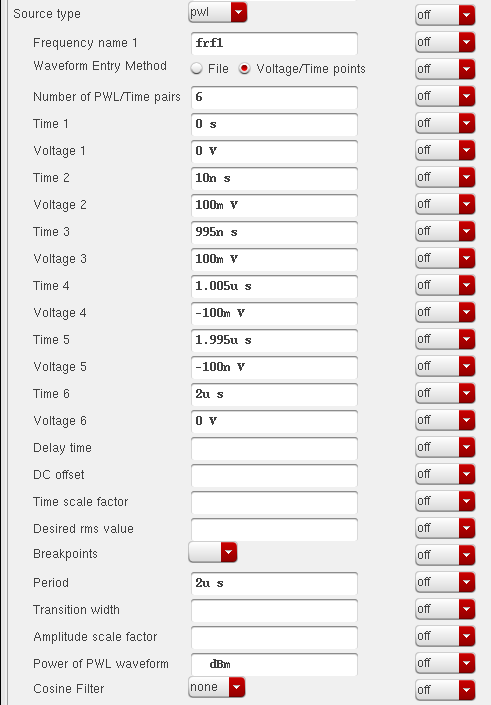 Source type pwl off
Frequency name 1 frf1 off
Waveform Entry Method File Voltage/Time points off
Number of PWL/Time pairs 6 off
Time 1 0 s off
Voltage 1 0 V off
Time 2 10n s off
Voltage 2 100m V off
Time 3 995n s off
Voltage 3 100m V off
Time 4 1.005u s off
Voltage 4 -100m V off
Time 5 1.995u s off
Voltage 5 -100n V off
Time 6 2u s off
Voltage 6 0 V off
Delay time off
DC offset off
Time scale factor off
Desired rms value off
Breakpoints off
Period 2u s off
Transition width off
Amplitude scale factor off
Power of PWL waveform dBm off
Cosine Filter none off